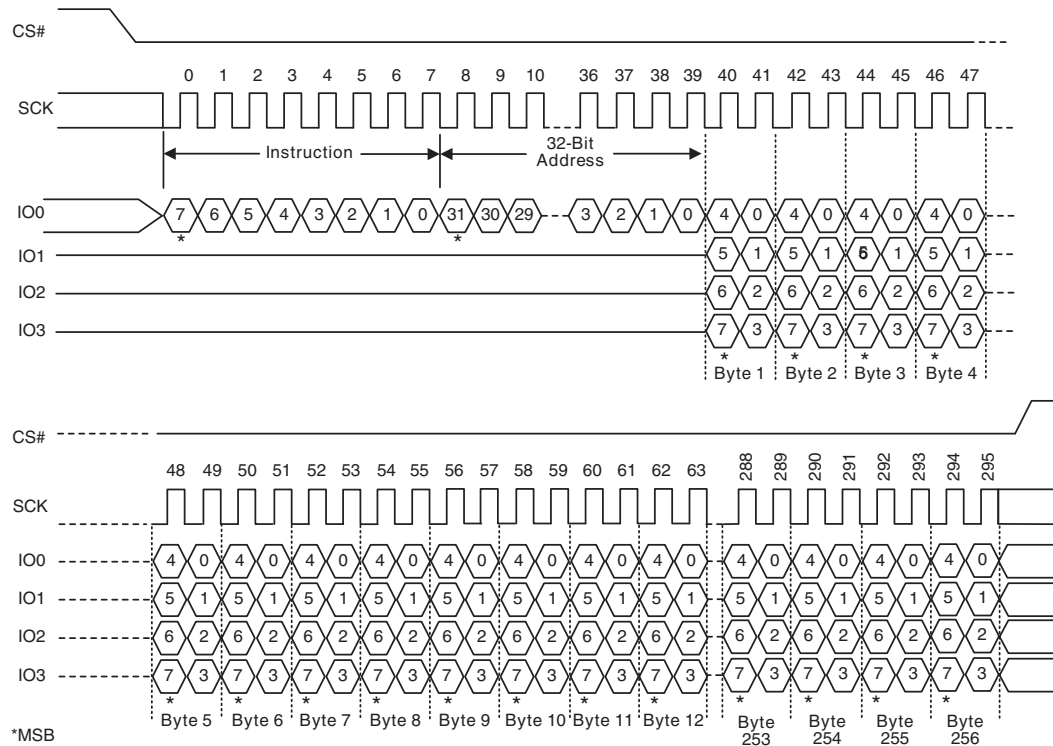 CS#
0 1 2 3 4 5 6 7 8 9 10 36 37 38 39 40 41 42 43 44 45 46 47
SCK
Instruction
32-Bit
Address
IO0 7 6 5 4 3 2 1 0 31 30 29 3 2 1 0 4 0 4 0 4 0 4 0
* *
IO1 5 1 5 1 1 5 1
IO2 6 2 6 2 6 2 6 2
IO3 7 3 7 3 7 3 7 3
* * * *
Byte 1 Byte 2 Byte 3 Byte 4
CS#
48 49 50 51 52 53 54 55 56 57 58 59 60 61 62 63 288 289 290 291 292 293 294 295
SCK
IO0 4 0 4 0 4 0 4 0 4 0 4 0 4 0 4 0 4 0 4 0 4 0 4 0
IO1 5 1 5 1 5 1 5 1 5 1 5 1 5 1 5 1 5 1 5 1 5 1 5 1
IO2 6 2 6 2 6 2 6 2 6 2 6 2 6 2 6 2 6 2 6 2 6 2 6 2
IO3 7 3 7 3 7 3 7 3 7 3 7 3 7 3 7 3 7 3 7 3 7 3 7 3
* * * * * * * * * * * *
Byte 5 Byte 6 Byte 7 Byte 8 Byte 9 Byte 10 Byte 11 Byte 12 Byte 253 Byte 254 Byte 255 Byte 256
*MSB